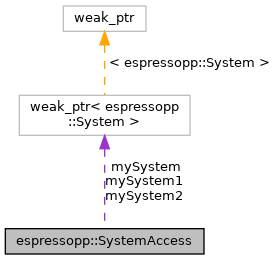 weak_ptr
< espressopp::System >
weak_ptr< espressopp
::System >
mySystem
mySystem1
mySystem2
espressopp::SystemAccess